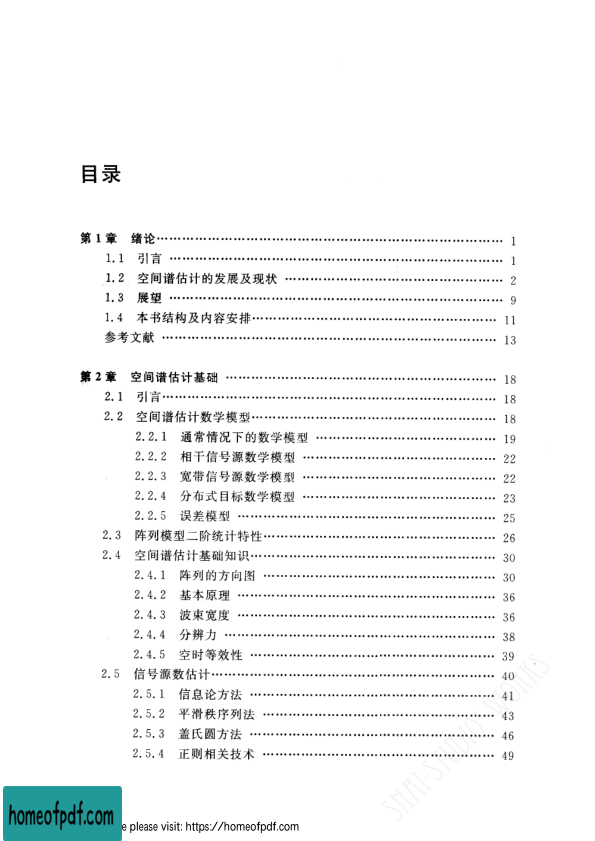 目录
第1章 绪论…… 1
1.1 引言…… 1
1.2 空间谱估计的发展及现状…… 2
1.3 展望…… 9
1.4 本书结构及内容安排…… 11
参考文献…… 13
第2章 空间谱估计基础…… 18
2.1 引言…… 18
2.2 空间谱估计数学模型…… 18
2.2.1 通常情况下的数学模型…… 19
2.2.2 相干信号源数学模型…… 22
2.2.3 宽带信号源数学模型…… 22
2.2.4 分布式目标数学模型…… 23
2.2.5 误差模型…… 25
2.3 阵列模型二阶统计特性…… 26
2.4 空间谱估计基础知识…… 30
2.4.1 阵列的方向图…… 30
2.4.2 基本原理…… 36
2.4.3 波束宽度…… 36
2.4.4 分辨力…… 38
2.4.5 空时等效性…… 39
2.5 信号源数估计…… 40
2.5.1 信息论方法…… 41
2.5.2 平滑秩序列法…… 43
2.5.3 盖氏圆方法…… 46
2.5.4 正则相关技术…… 49
SNAI-STUDIO WORKS
homeofpdf.com
e please visit: https://homeofpdf.com